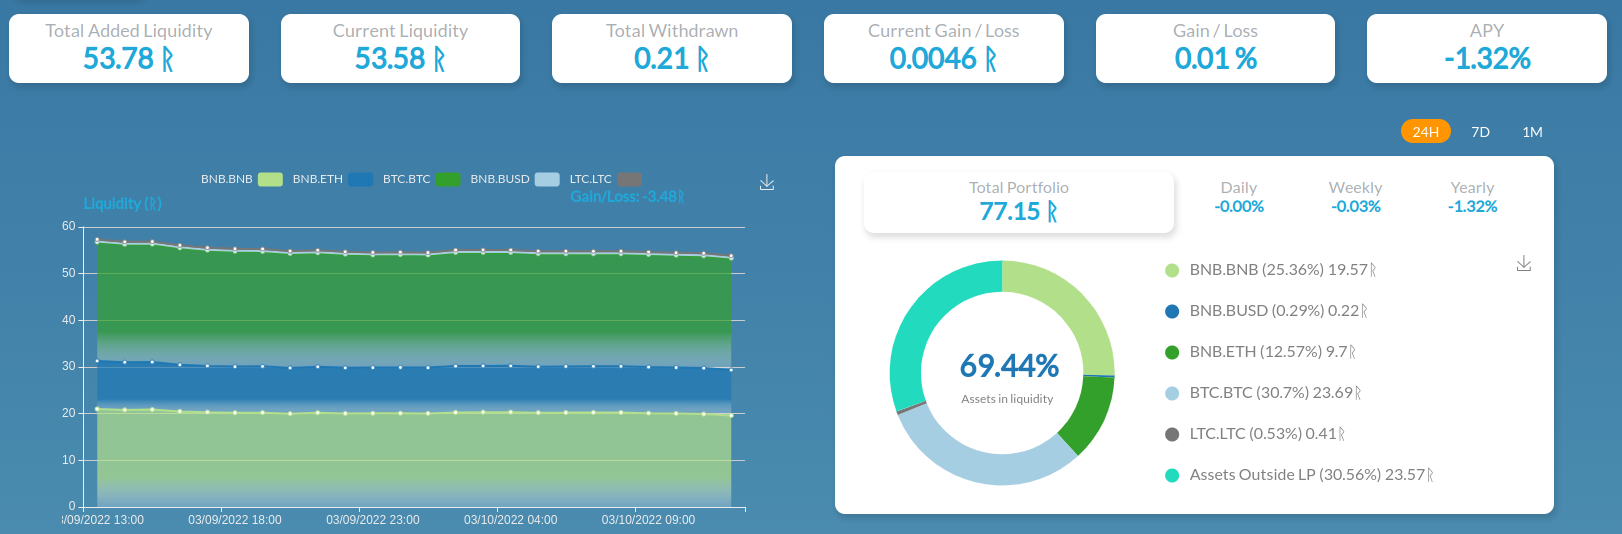 Total Added Liquidity
53.78 ᚱ
Current Liquidity
53.58 ᚱ
Total Withdrawn
0.21 ᚱ
Current Gain / Loss
0.0046 ᚱ
Gain / Loss
0.01 %
APY
-1.32%
24H 7D 1M
BNB.BNB BNB.ETH BTC.BTC BNB.BUSD LTC.LTC
Gain/Loss: -3.48ᚱ
Liquidity (ᚱ)
60
50
40
30
20
10
0
/09/2022 13:00 03/09/2022 18:00 03/09/2022 23:00 03/10/2022 04:00 03/10/2022 09:00
Total Portfolio
77.15 ᚱ
Daily
-0.00%
Weekly
-0.03%
Yearly
-1.32%
69.44%
Assets in liquidity
BNB.BNB (25.36%) 19.57ᚱ
BNB.BUSD (0.29%) 0.22ᚱ
BNB.ETH (12.57%) 9.7ᚱ
BTC.BTC (30.7%) 23.69ᚱ
LTC.LTC (0.53%) 0.41ᚱ
Assets Outside LP (30.56%) 23.57ᚱ